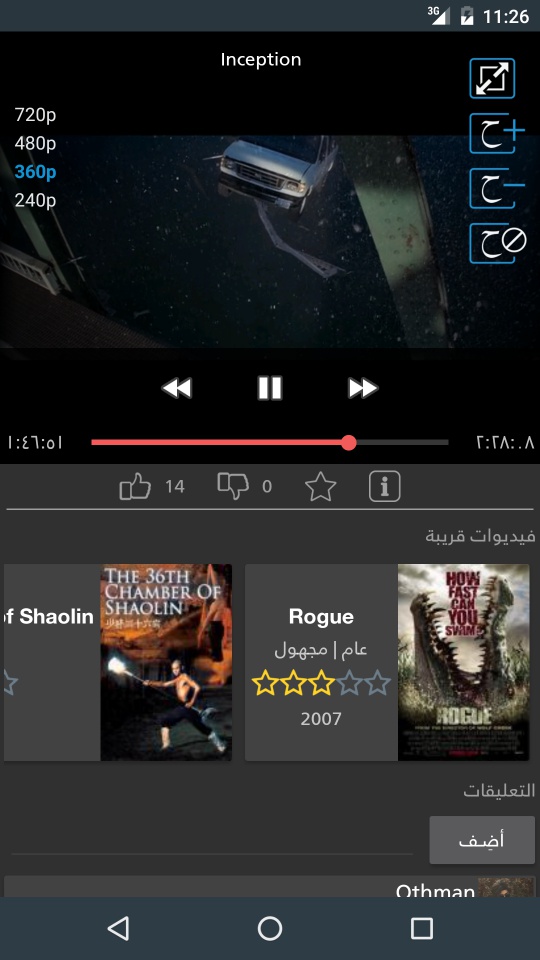 3G 11:26
Inception
720p
480p
360p
240p
ح+
ح−
ح
١:٤٦:٥١
٢:٢٨:٠٨
14 0 i
فيديوات قريبة
THE 36TH
CHAMBER OF
SHAOLIN
of Shaolin
HOW
FAST
CAN
YOU
SWIM?
ROGUE
Rogue
عام | مجهول
2007
التعليقات
أضِف
Othman